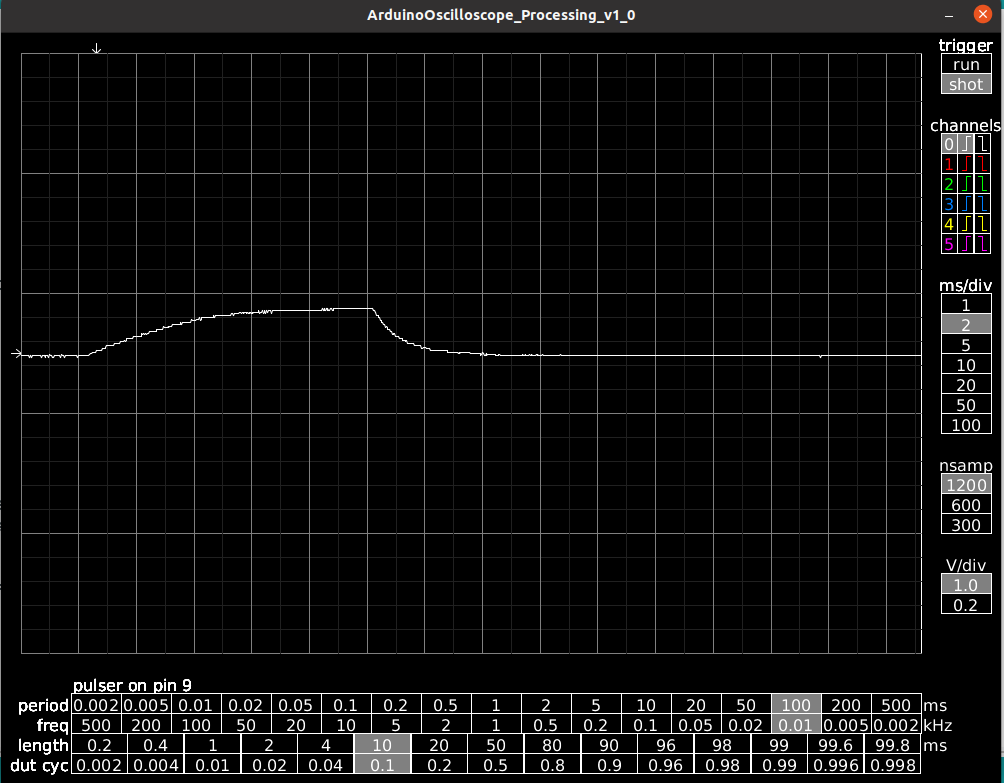 ArduinoOscilloscope_Processing_v1_0
trigger
run
shot
channels
0
1
2
3
4
5
ms/div
1
2
5
10
20
50
100
nsamp
1200
600
300
V/div
1.0
0.2
pulser on pin 9
period 0.002 0.005 0.01 0.02 0.05 0.1 0.2 0.5 1 2 5 10 20 50 100 200 500 ms
freq 500 200 100 50 20 10 5 2 1 0.5 0.2 0.1 0.05 0.02 0.01 0.005 0.002 kHz
length 0.2 0.4 1 2 4 10 20 50 80 90 96 98 99 99.6 99.8 ms
dut cyc 0.002 0.004 0.01 0.02 0.04 0.1 0.2 0.5 0.8 0.9 0.96 0.98 0.99 0.996 0.998